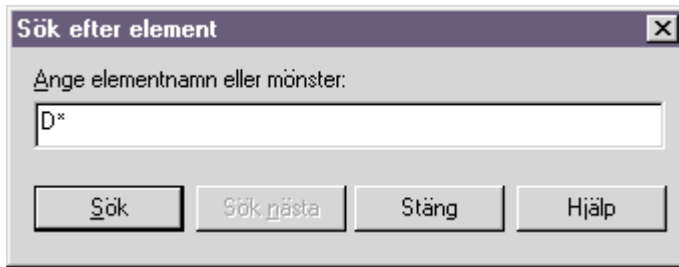 Sök efter element
Ange elementnamn eller mönster:
D*
Sök Sök nästa Stäng Hjälp